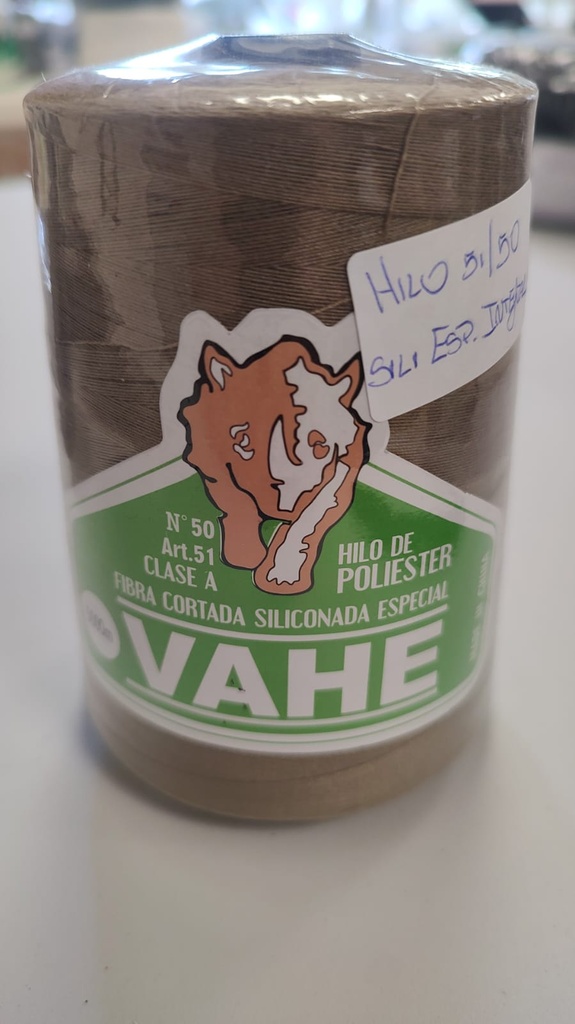 HILO 51/50
SILI ESP.
N° 50
Art.51
CLASE A
HILO DE
POLIESTER
FIBRA CORTADA SILICONADA ESPECIAL
VAHE